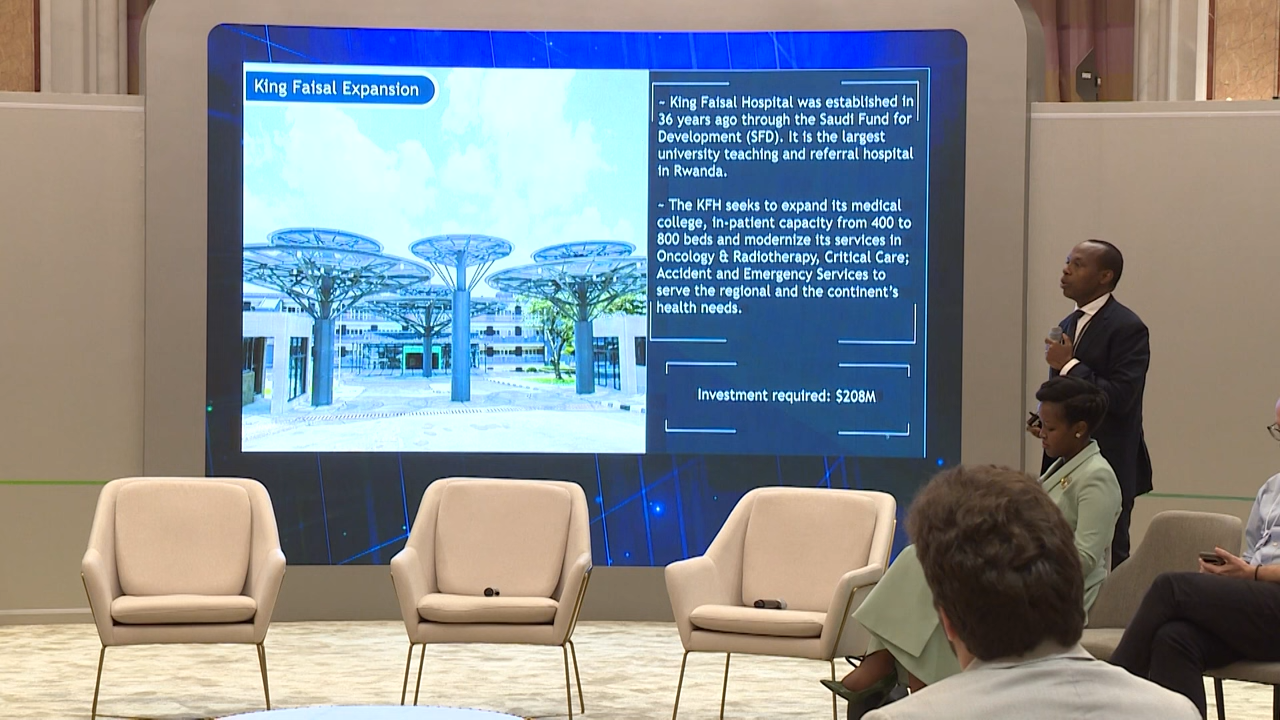 King Faisal Expansion
~ King Faisal Hospital was established in
36 years ago through the Saudi Fund for
Development (SFD). It is the largest
university teaching and referral hospital
in Rwanda.
~ The KFH seeks to expand its medical
college, in-patient capacity from 400 to
800 beds and modernize its services in
Oncology & Radiotherapy, Critical Care;
Accident and Emergency Services to
serve the regional and the continent's
health needs.
Investment required: $208M